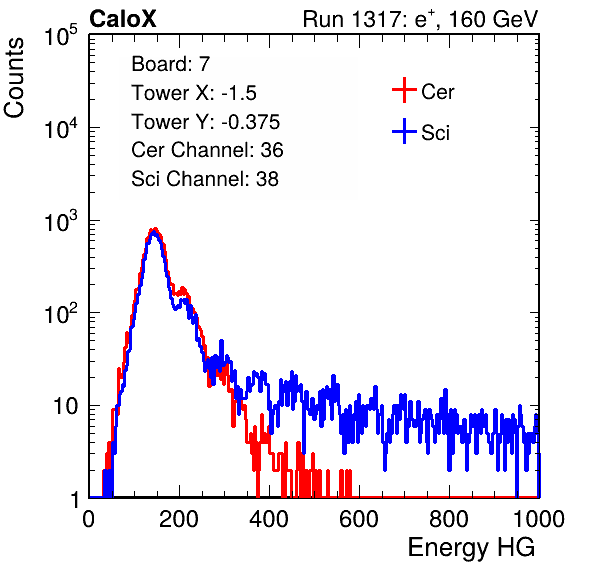 CaloX Run 1317: e⁺, 160 GeV
Counts
10⁵
10⁴
10³
10²
10
1
Board: 7
Tower X: -1.5
Tower Y: -0.375
Cer Channel: 36
Sci Channel: 38
Cer
Sci
0 200 400 600 800 1000
Energy HG